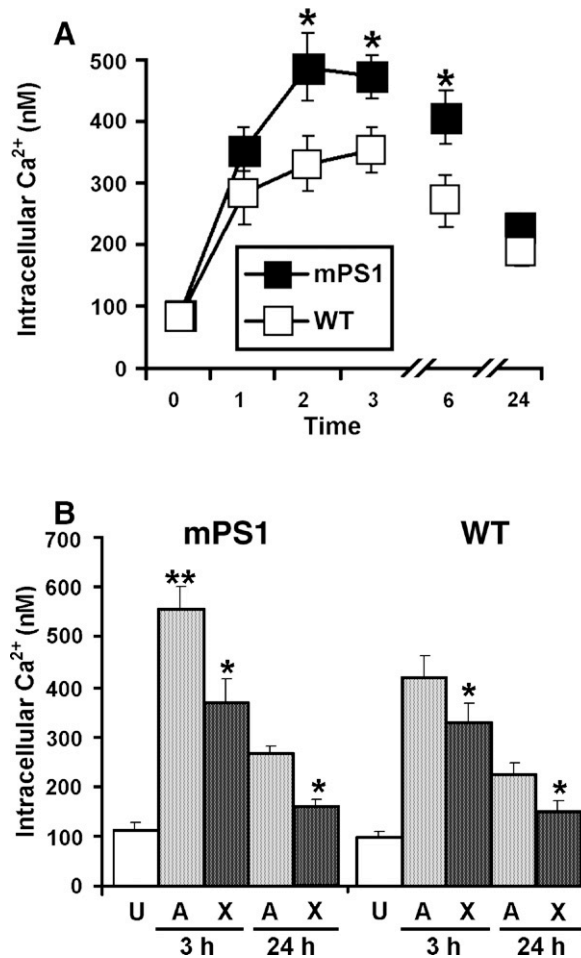 A
Intracellular Ca2+ (nM)
500
400
300
200
100
0
* * *
mPS1
WT
0 1 2 3 6 24
Time
B
mPS1 WT
Intracellular Ca2+ (nM)
700
600
500
400
300
200
100
0
** * * * *
U A X A X U A X A X
3 h 24 h 3 h 24 h